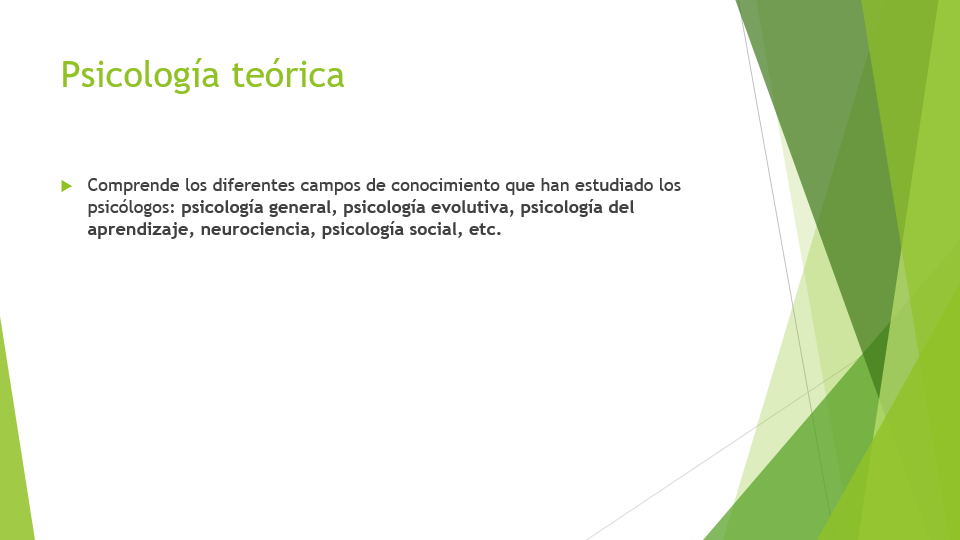 Psicología teórica
Comprende los diferentes campos de conocimiento que han estudiado los
psicólogos: psicología general, psicología evolutiva, psicología del
aprendizaje, neurociencia, psicología social, etc.